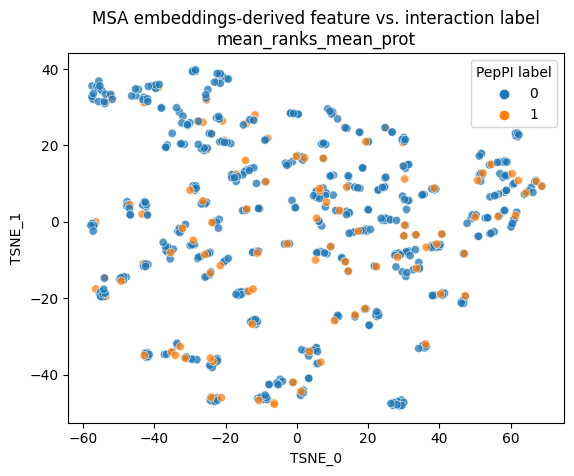 MSA embeddings-derived feature vs. interaction label
mean_ranks_mean_prot
PepPI label
0
1
40
20
0
−20
−40
TSNE_1
−60
−40
−20
0
20
40
60
TSNE_0